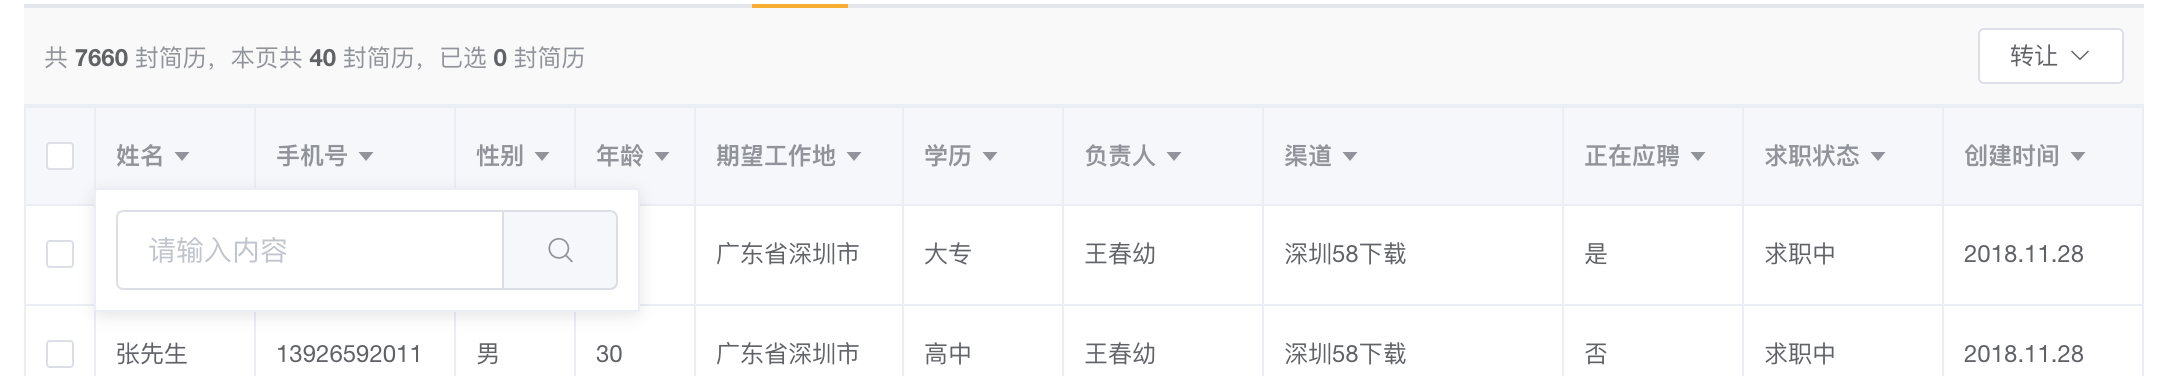 共 7660 封简历，本页共 40 封简历，已选 0 封简历
转让
姓名 手机号 性别 年龄 期望工作地 学历 负责人 渠道 正在应聘 求职状态 创建时间
请输入内容
广东省深圳市 大专 王春幼 深圳58下载 是 求职中 2018.11.28
张先生 13926592011 男 30 广东省深圳市 高中 王春幼 深圳58下载 否 求职中 2018.11.28